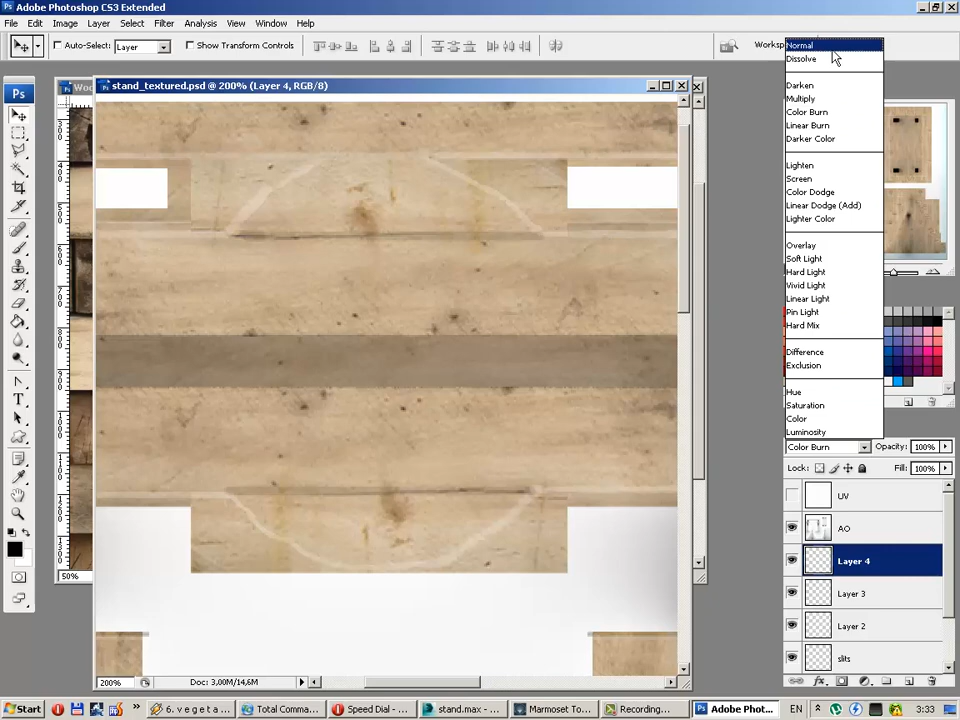 Ps Adobe Photoshop CS3 Extended
File Edit Image Layer Select Filter Analysis View Window Help
Auto-Select: Layer Show Transform Controls
Normal
Dissolve
Darken
Multiply
Color Burn
Linear Burn
Darker Color
Lighten
Screen
Color Dodge
Linear Dodge (Add)
Lighter Color
Overlay
Soft Light
Hard Light
Vivid Light
Linear Light
Pin Light
Hard Mix
Difference
Exclusion
Hue
Saturation
Color
Luminosity
Ps
stand_textured.psd @ 200% (Layer 4, RGB/8)
Color Burn Opacity: 100%
Lock: Fill: 100%
UV
AO
Layer 4
Layer 3
Layer 2
slits
50%
200% Doc: 3,00M/14,6M
Start 6. v e g e t a ... Total Comma... Speed Dial - ... stand.max - ... Marmoset To... Recording... Adobe Phot... EN 3:33